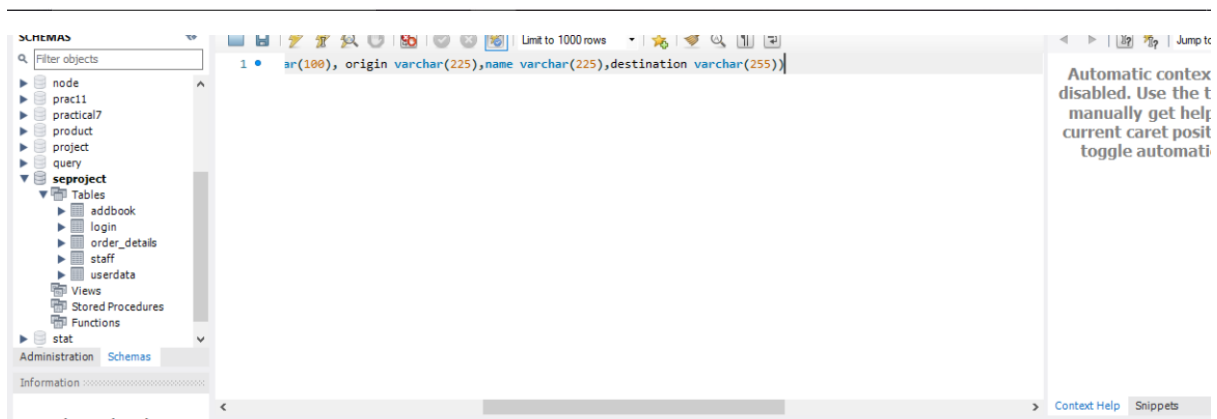 SCHEMAS
Filter objects
node
prac11
practical7
product
project
query
seproject
Tables
addbook
login
order_details
staff
userdata
Views
Stored Procedures
Functions
stat
Administration Schemas
Information
Limit to 1000 rows
1 ar(100), origin varchar(225),name varchar(225),destination varchar(255))
Jump to
Automatic contex
disabled. Use the t
manually get help
current caret posit
toggle automati
Context Help Snippets